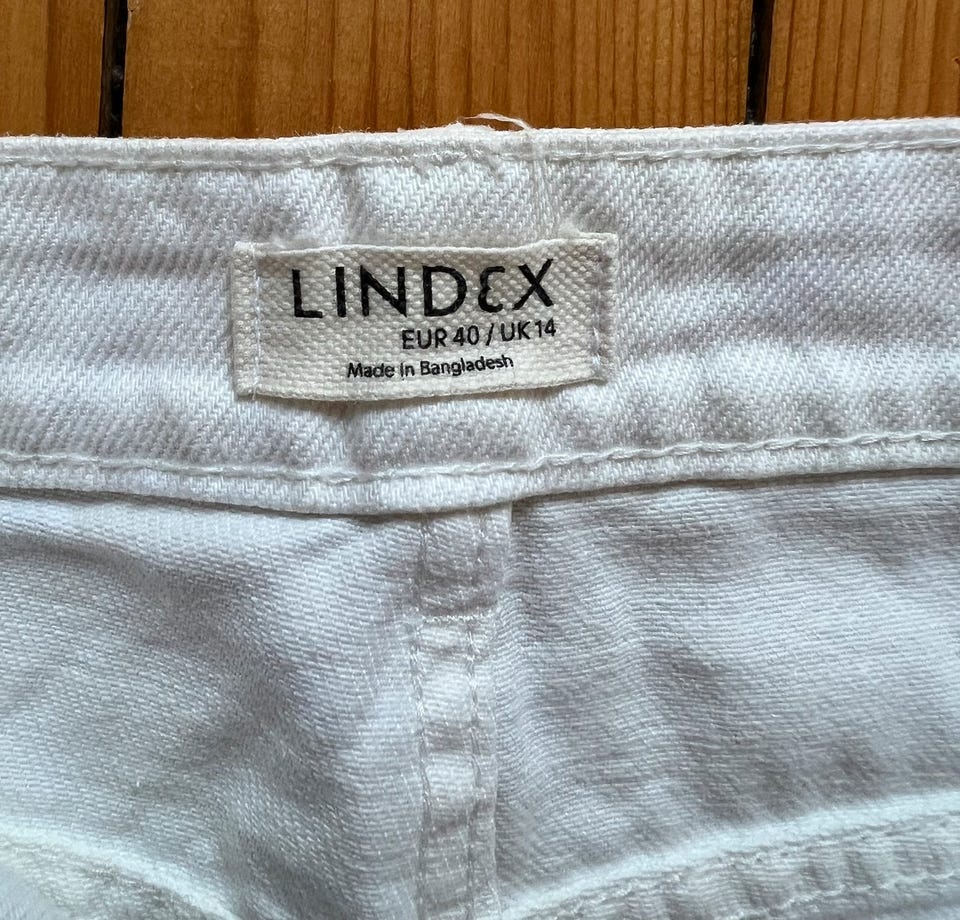 LINDEX
EUR 40 / UK 14
Made In Bangladesh